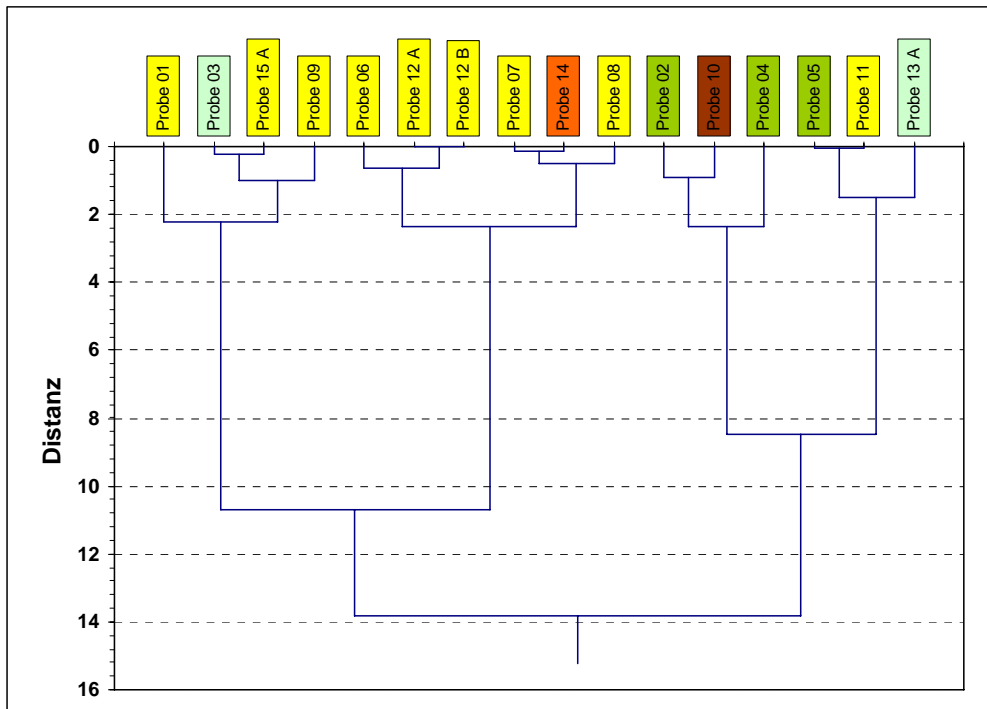 Probe 01
Probe 03
Probe 15 A
Probe 09
Probe 06
Probe 12 A
Probe 12 B
Probe 07
Probe 14
Probe 08
Probe 02
Probe 10
Probe 04
Probe 05
Probe 11
Probe 13 A
0
2
4
6
8
10
12
14
16
Distanz